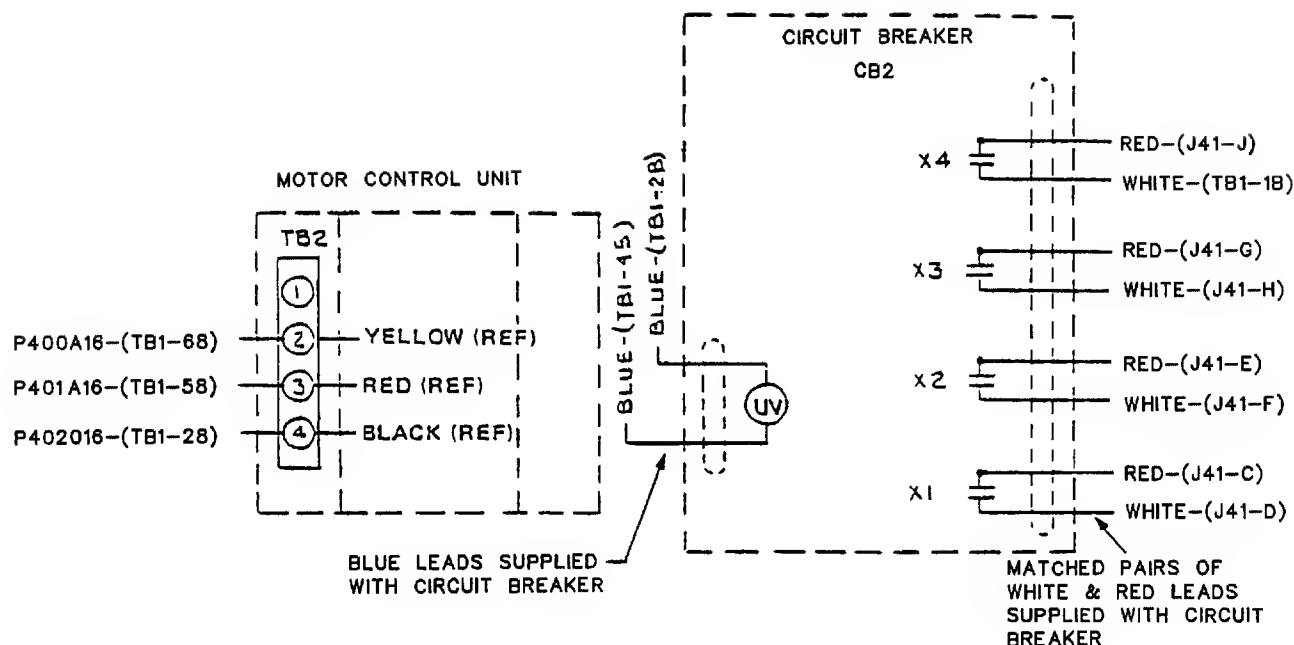 CIRCUIT BREAKER
CB2
MOTOR CONTROL UNIT
TB2
1
2
3
4
P400A16-(TB1-68)
YELLOW (REF)
P401A16-(TB1-58)
RED (REF)
P402016-(TB1-28)
BLACK (REF)
BLUE-(TB1-45)
BLUE-(TB1-2B)
UV
X4
RED-(J41-J)
WHITE-(TB1-1B)
X3
RED-(J41-G)
WHITE-(J41-H)
X2
RED-(J41-E)
WHITE-(J41-F)
X1
RED-(J41-C)
WHITE-(J41-D)
BLUE LEADS SUPPLIED
WITH CIRCUIT BREAKER
MATCHED PAIRS OF
WHITE & RED LEADS
SUPPLIED WITH CIRCUIT
BREAKER